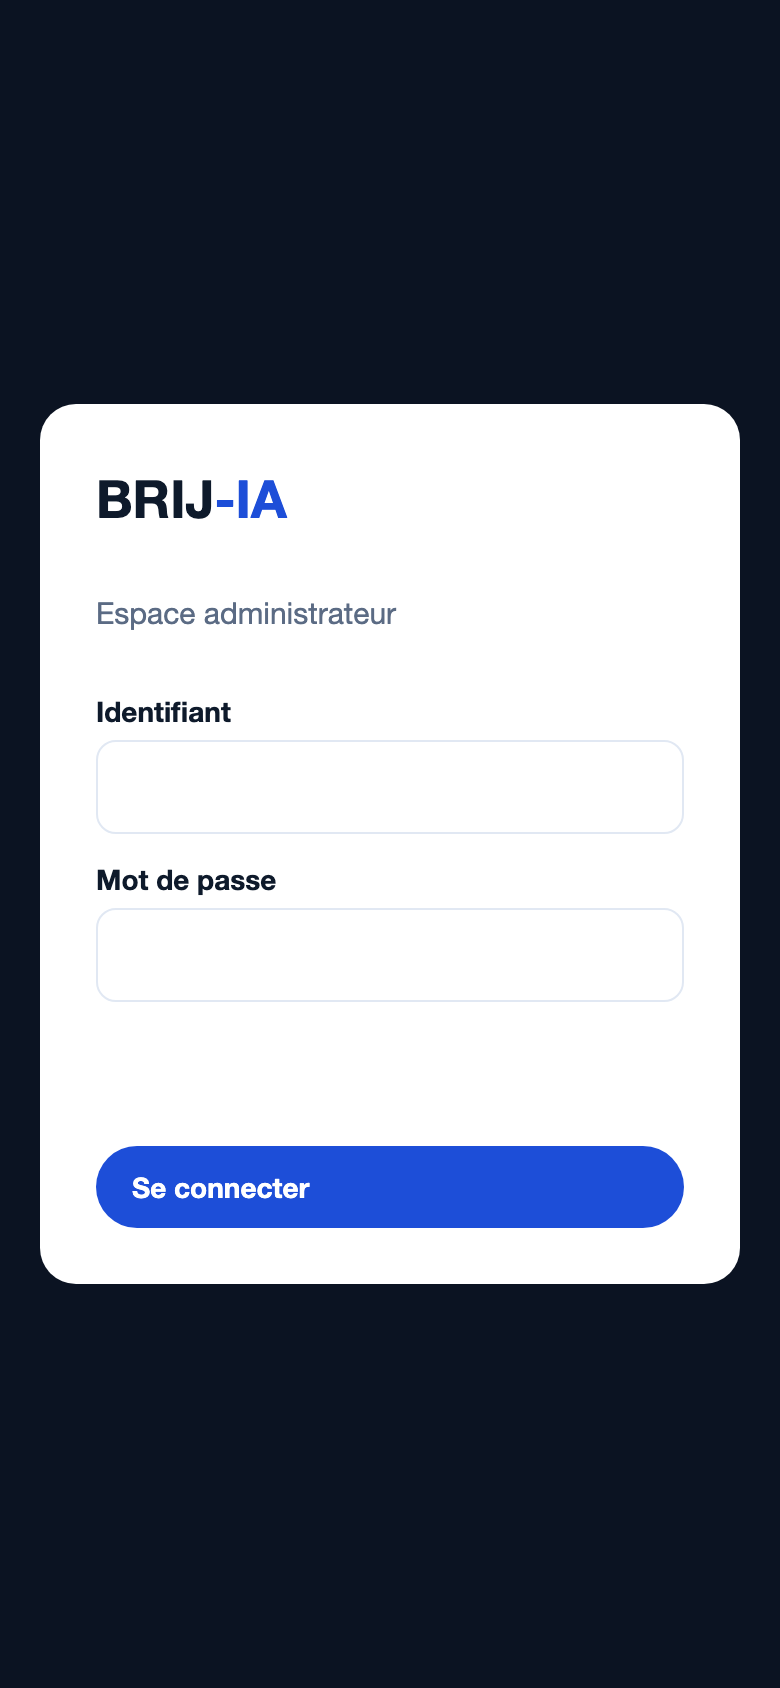 BRIJ-IA
Espace administrateur
Identifiant
Mot de passe
Se connecter